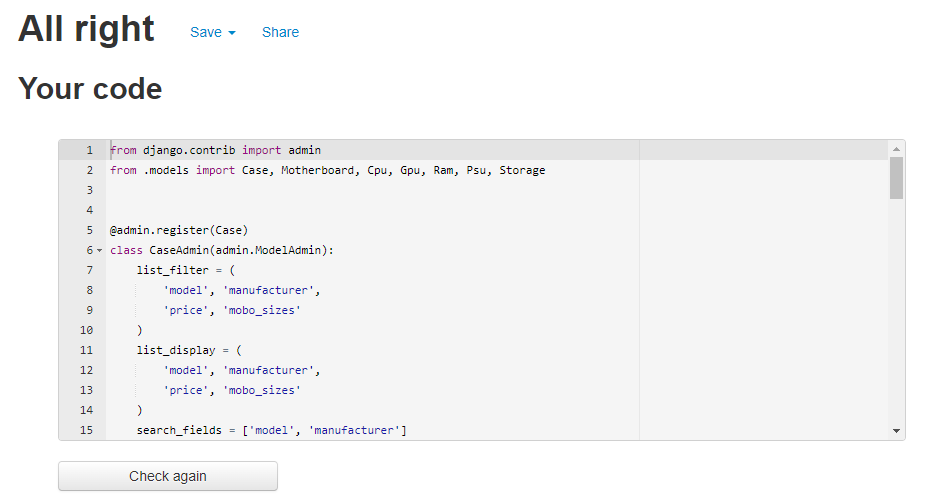 All right Save Share
Your code
1 from django.contrib import admin
2 from .models import Case, Motherboard, Cpu, Gpu, Ram, Psu, Storage
3
4
5 @admin.register(Case)
6 class CaseAdmin(admin.ModelAdmin):
7     list_filter = (
8         'model', 'manufacturer',
9         'price', 'mobo_sizes'
10     )
11     list_display = (
12         'model', 'manufacturer',
13         'price', 'mobo_sizes'
14     )
15     search_fields = ['model', 'manufacturer']
Check again